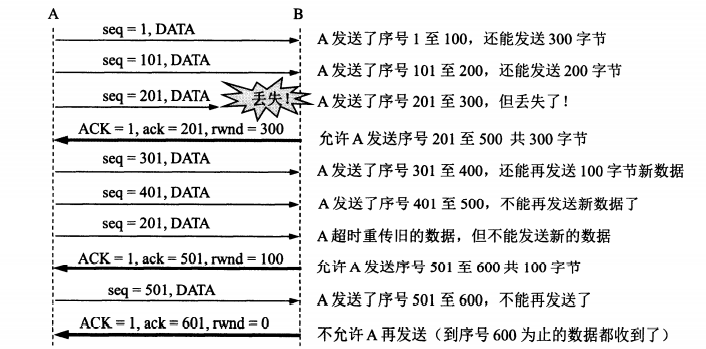 A B
seq = 1, DATA A 发送了序号 1 至 100，还能发送 300 字节
seq = 101, DATA A 发送了序号 101 至 200，还能发送 200 字节
seq = 201, DATA 丢失！ A 发送了序号 201 至 300，但丢失了！
ACK = 1, ack = 201, rwnd = 300 允许 A 发送序号 201 至 500 共 300 字节
seq = 301, DATA A 发送了序号 301 至 400，还能再发送 100 字节新数据
seq = 401, DATA A 发送了序号 401 至 500，不能再发送新数据了
seq = 201, DATA A 超时重传旧的数据，但不能发送新的数据
ACK = 1, ack = 501, rwnd = 100 允许 A 发送序号 501 至 600 共 100 字节
seq = 501, DATA A 发送了序号 501 至 600，不能再发送了
ACK = 1, ack = 601, rwnd = 0 不允许 A 再发送（到序号 600 为止的数据都收到了）